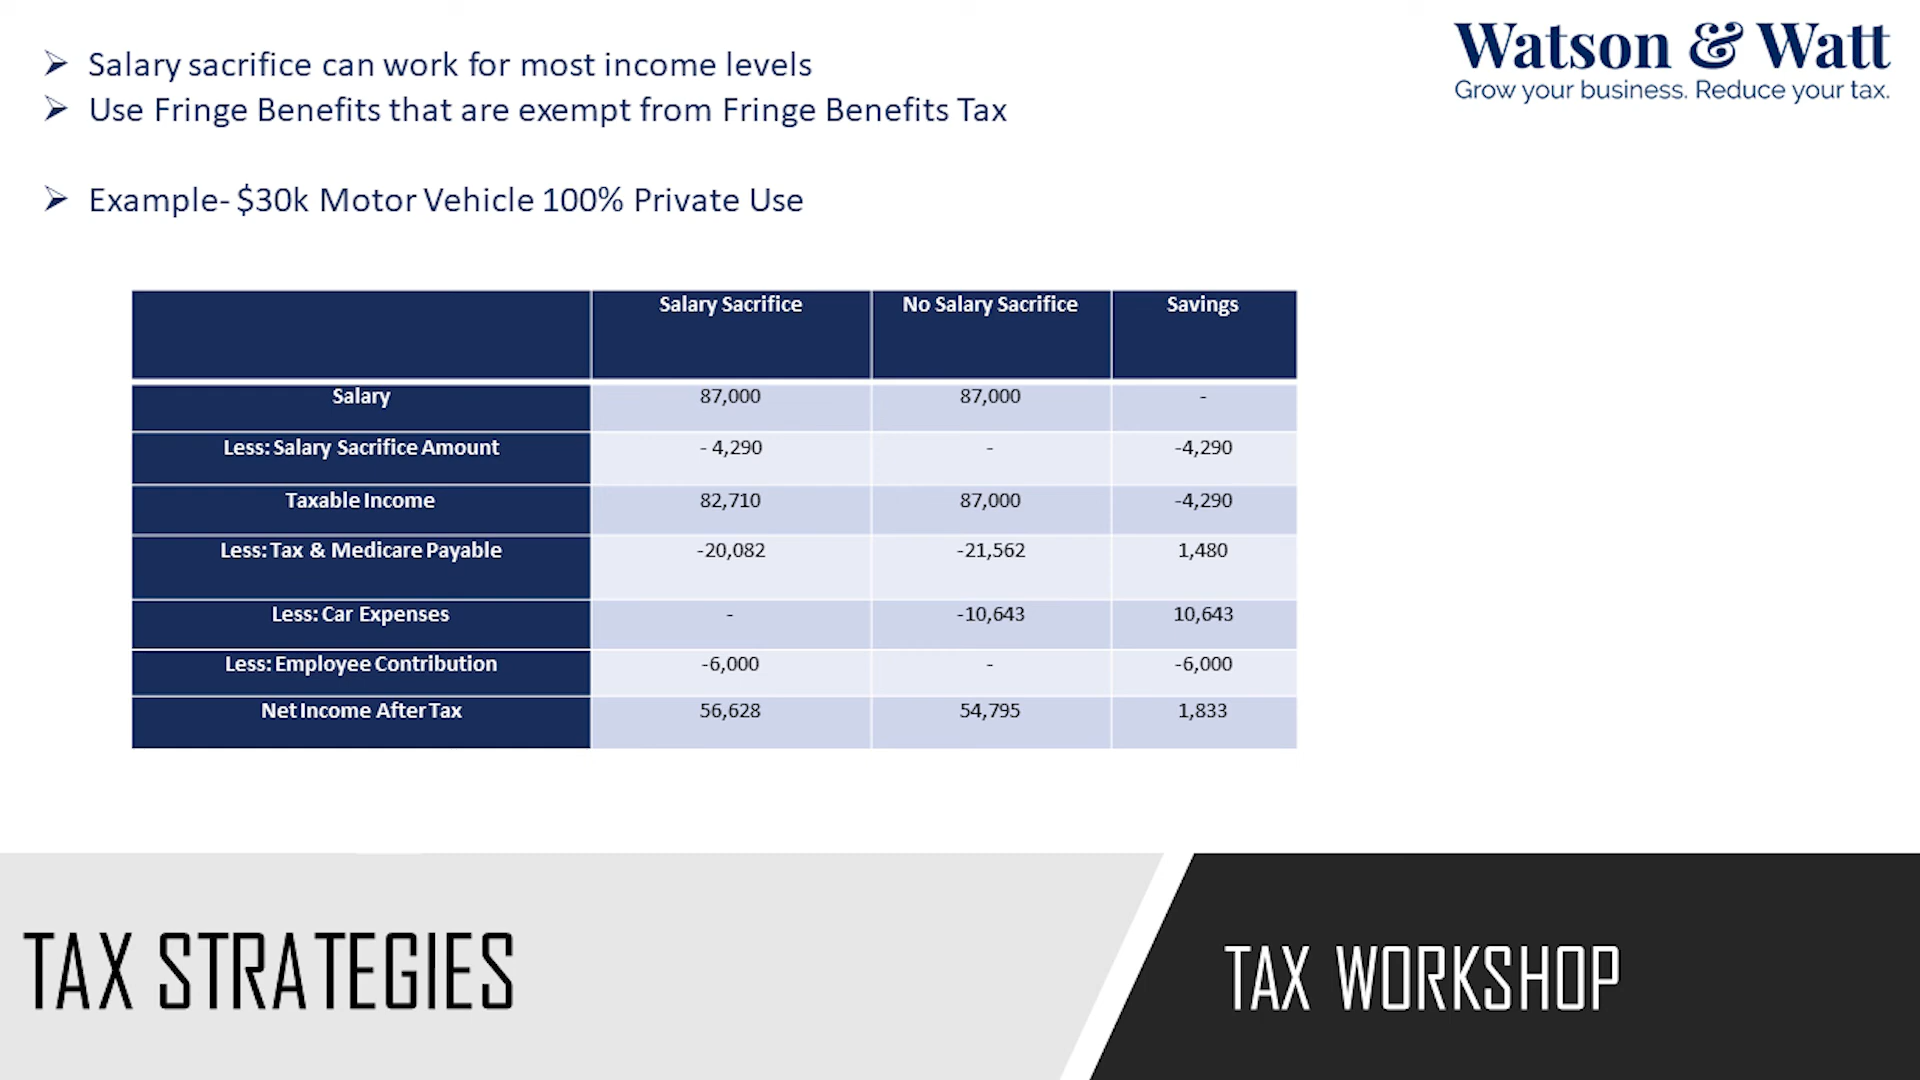 Salary sacrifice can work for most income levels
Use Fringe Benefits that are exempt from Fringe Benefits Tax
Example- $30k Motor Vehicle 100% Private Use
Watson & Watt
Grow your business. Reduce your tax.
Salary Sacrifice No Salary Sacrifice Savings
Salary 87,000 87,000 -
Less: Salary Sacrifice Amount - 4,290 - -4,290
Taxable Income 82,710 87,000 -4,290
Less: Tax & Medicare Payable -20,082 -21,562 1,480
Less: Car Expenses - -10,643 10,643
Less: Employee Contribution -6,000 - -6,000
Net Income After Tax 56,628 54,795 1,833
TAX STRATEGIES
TAX WORKSHOP